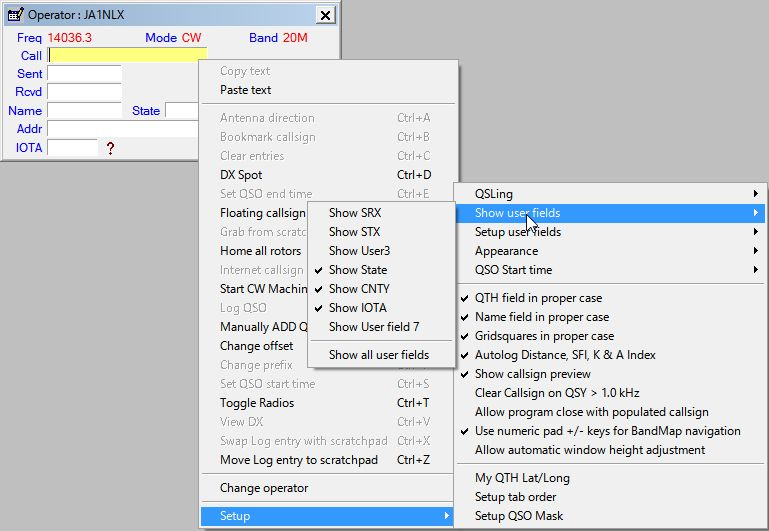 Operator : JA1NLX
Freq 14036.3 Mode CW Band 20M
Call
Sent
Rcvd
Name State
Addr
IOTA ?
Copy text
Paste text
Antenna direction Ctrl+A
Bookmark callsign Ctrl+B
Clear entries Ctrl+C
DX Spot Ctrl+D
Set QSO end time Ctrl+E
Floating callsign
Grab from scratc
Home all rotors
Internet callsign
Start CW Machin
Log QSO
Manually ADD Q
Change offset
Change prefix
Set QSO start time Ctrl+S
Toggle Radios Ctrl+T
View DX Ctrl+V
Swap Log entry with scratchpad Ctrl+X
Move Log entry to scratchpad Ctrl+Z
Change operator
Setup
Show SRX
Show STX
Show User3
Show State
Show CNTY
Show IOTA
Show User field 7
Show all user fields
QSLing
Show user fields
Setup user fields
Appearance
QSO Start time
QTH field in proper case
Name field in proper case
Gridsquares in proper case
Autolog Distance, SFI, K & A Index
Show callsign preview
Clear Callsign on QSY > 1.0 kHz
Allow program close with populated callsign
Use numeric pad +/- keys for BandMap navigation
Allow automatic window height adjustment
My QTH Lat/Long
Setup tab order
Setup QSO Mask